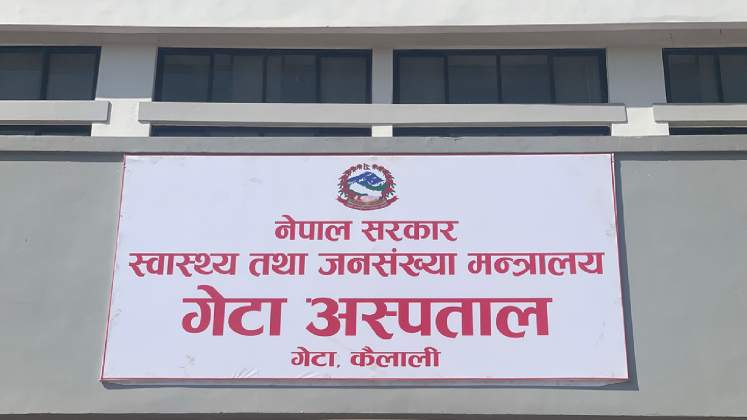 नेपाल सरकार
स्वास्थ्य तथा जनसंख्या मन्त्रालय
गेटा अस्पताल
गेटा, कैलाली